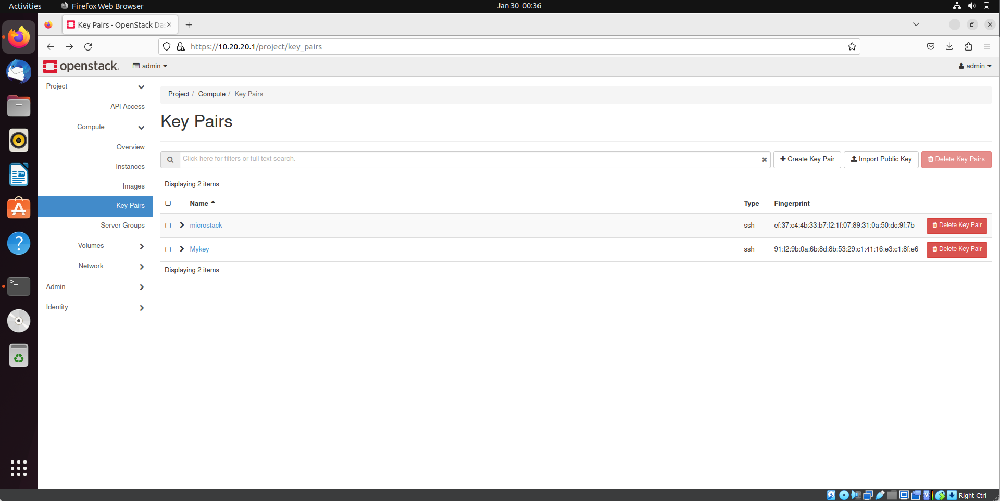 Activities
Firefox Web Browser
Jan 30 00:36
Key Pairs - OpenStack Da
https://10.20.20.1/project/key_pairs
openstack.
admin
admin
Project
API Access
Compute
Overview
Instances
Images
Key Pairs
Server Groups
Volumes
Network
Admin
Identity
Project / Compute / Key Pairs
Key Pairs
Click here for filters or full text search.
Create Key Pair
Import Public Key
Delete Key Pairs
Displaying 2 items
Name Type Fingerprint
microstack ssh ef:37:c4:4b:33:b7:f2:1f:07:89:31:0a:50:dc:9f:7b Delete Key Pair
Mykey ssh 91:f2:9b:0a:6b:8d:8b:53:29:c1:41:16:e3:c1:8f:e6 Delete Key Pair
Displaying 2 items
Right Ctrl